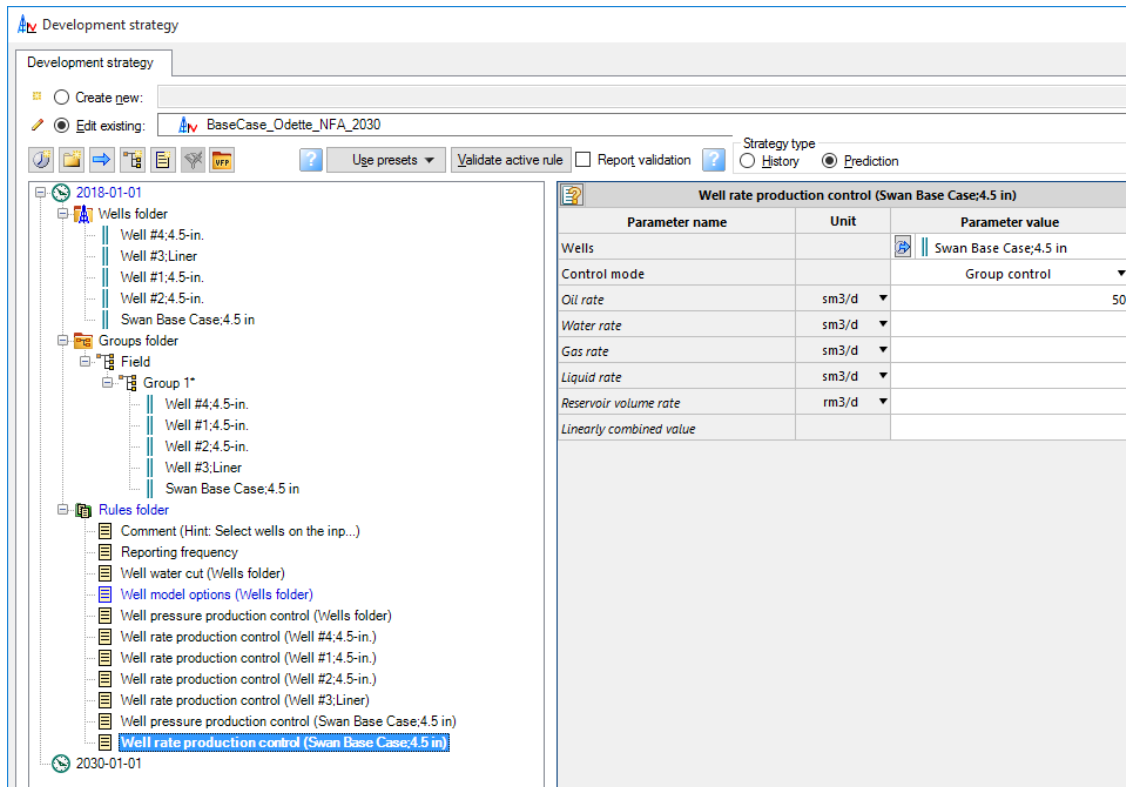 Development strategy
Development strategy
Create new:
Edit existing: BaseCase_Odette_NFA_2030
VFP ? Use presets Validate active rule Report validation ? Strategy type History Prediction
2018-01-01
Wells folder
Well #4;4.5-in.
Well #3;Liner
Well #1;4.5-in.
Well #2;4.5-in.
Swan Base Case;4.5 in
Groups folder
Field
Group 1*
Well #4;4.5-in.
Well #1;4.5-in.
Well #2;4.5-in.
Well #3;Liner
Swan Base Case;4.5 in
Rules folder
Comment (Hint: Select wells on the inp...)
Reporting frequency
Well water cut (Wells folder)
Well model options (Wells folder)
Well pressure production control (Wells folder)
Well rate production control (Well #4;4.5-in.)
Well rate production control (Well #1;4.5-in.)
Well rate production control (Well #2;4.5-in.)
Well rate production control (Well #3;Liner)
Well pressure production control (Swan Base Case;4.5 in)
Well rate production control (Swan Base Case;4.5 in)
2030-01-01
Well rate production control (Swan Base Case;4.5 in)
Parameter name Unit Parameter value
Wells Swan Base Case;4.5 in
Control mode Group control
Oil rate sm3/d 50
Water rate sm3/d
Gas rate sm3/d
Liquid rate sm3/d
Reservoir volume rate rm3/d
Linearly combined value